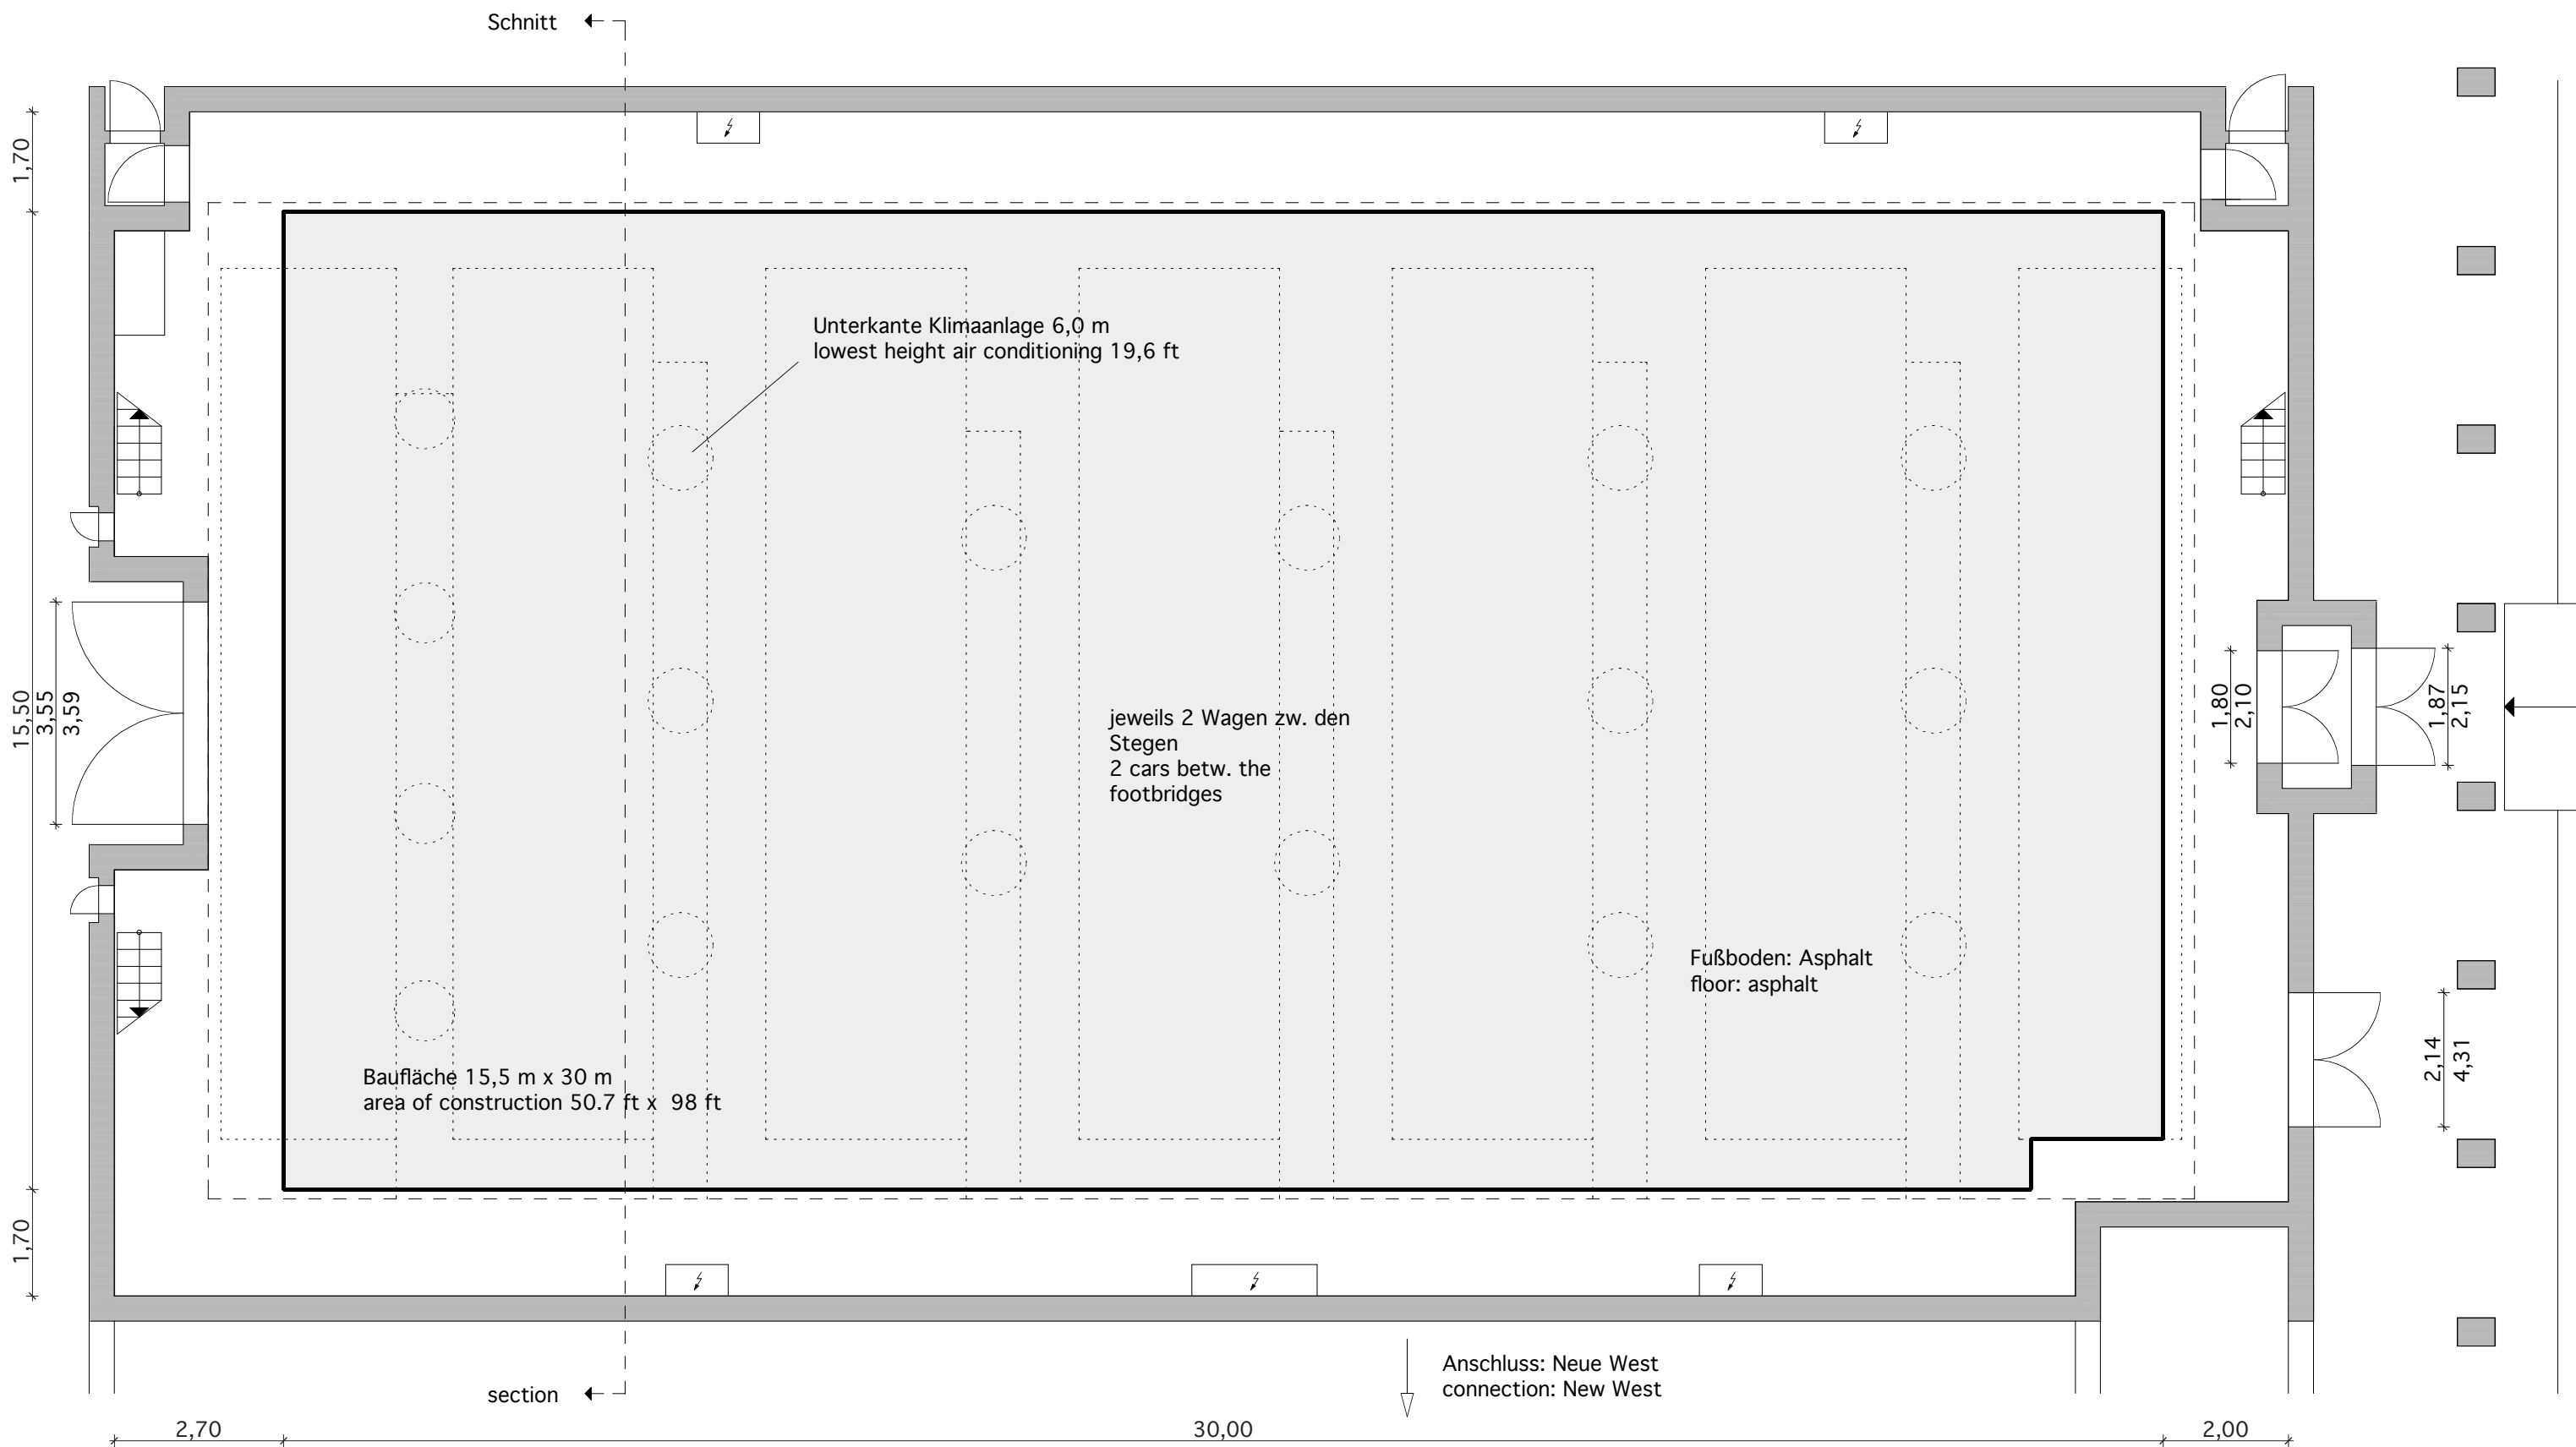 Schnitt
1,70
Unterkante Klimaanlage 6,0 m
lowest height air conditioning 19,6 ft
15,50
3,55
3,59
jeweils 2 Wagen zw. den
Stegen
2 cars betw. the
footbridges
1,80
2,10
1,87
2,15
Fußboden: Asphalt
floor: asphalt
2,14
4,31
Baufläche 15,5 m x 30 m
area of construction 50.7 ft x  98 ft
1,70
Anschluss: Neue West
connection: New West
section
2,70
30,00
2,00